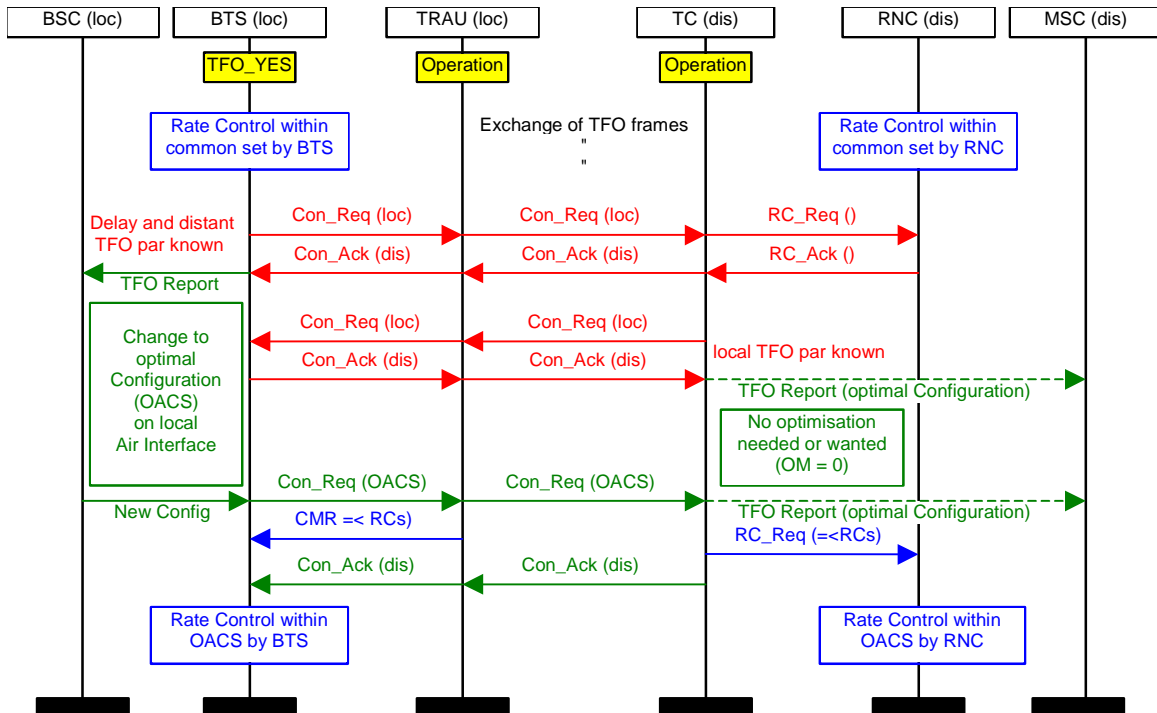 BSC (loc)
BTS (loc)
TRAU (loc)
TC (dis)
RNC (dis)
MSC (dis)
TFO_YES
Operation
Operation
Rate Control within
common set by BTS
Exchange of TFO frames
"
"
Rate Control within
common set by RNC
Delay and distant
TFO par known
Con_Req (loc)
Con_Req (loc)
RC_Req ()
Con_Ack (dis)
Con_Ack (dis)
RC_Ack ()
TFO Report
Change to
optimal
Configuration
(OACS)
on local
Air Interface
Con_Req (loc)
Con_Req (loc)
Con_Ack (dis)
Con_Ack (dis)
local TFO par known
TFO Report (optimal Configuration)
No optimisation
needed or wanted
(OM = 0)
Con_Req (OACS)
Con_Req (OACS)
New Config
TFO Report (optimal Configuration)
CMR =< RCs)
RC_Req (=<RCs)
Con_Ack (dis)
Con_Ack (dis)
Rate Control within
OACS by BTS
Rate Control within
OACS by RNC